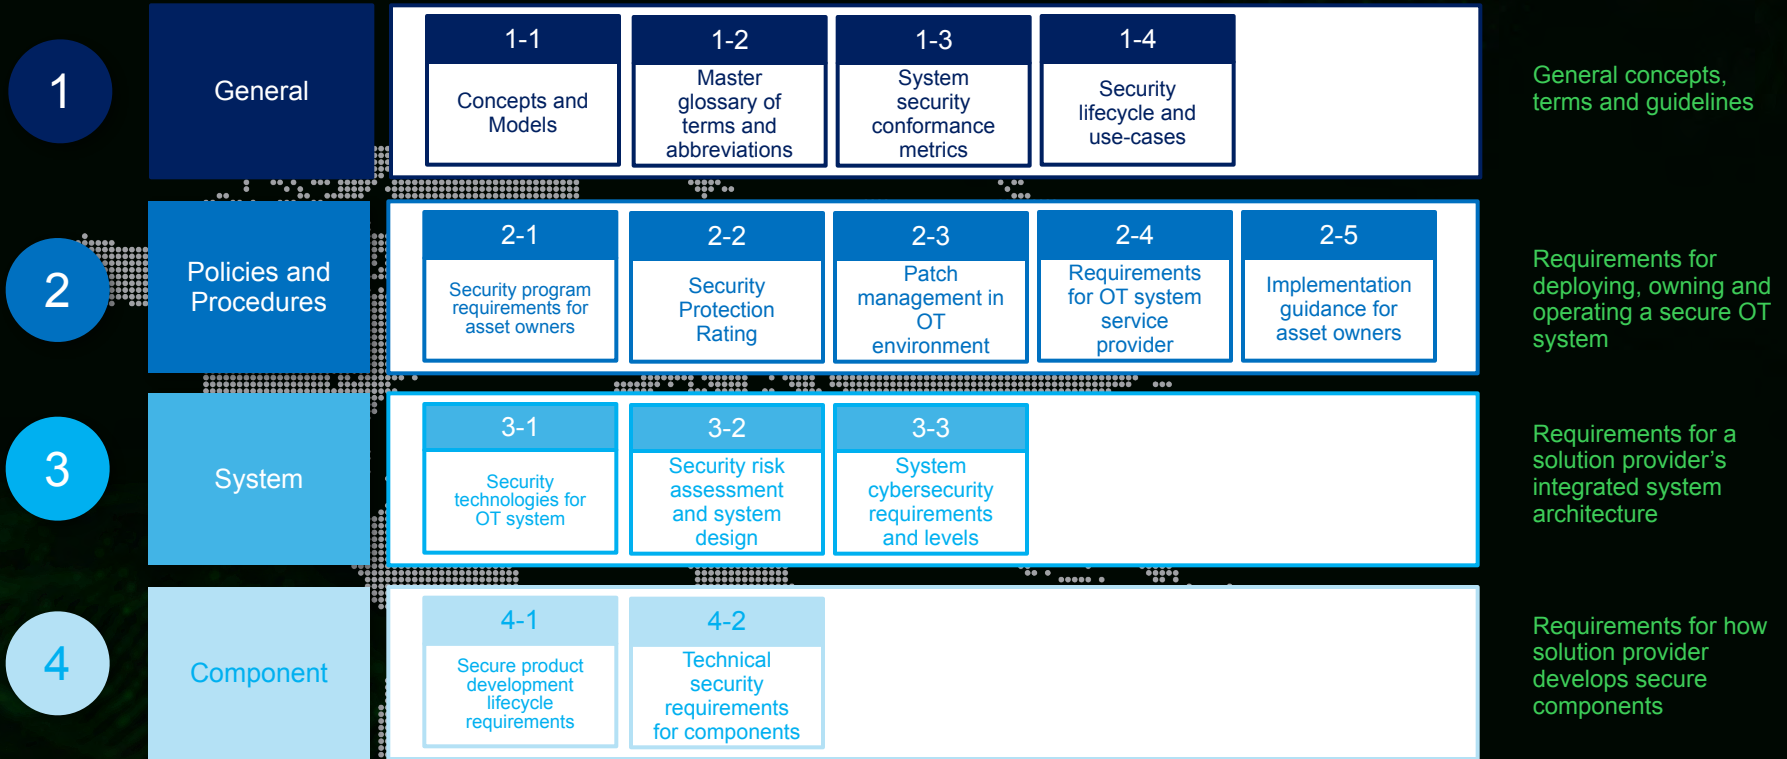 1
General
1-1
Concepts and
Models
1-2
Master
glossary of
terms and
abbreviations
1-3
System
security
conformance
metrics
1-4
Security
lifecycle and
use-cases
General concepts,
terms and guidelines
2
Policies and
Procedures
2-1
Security program
requirements for
asset owners
2-2
Security
Protection
Rating
2-3
Patch
management in
OT
environment
2-4
Requirements
for OT system
service
provider
2-5
Implementation
guidance for
asset owners
Requirements for
deploying, owning and
operating a secure OT
system
3
System
3-1
Security
technologies for
OT system
3-2
Security risk
assessment
and system
design
3-3
System
cybersecurity
requirements
and levels
Requirements for a
solution provider’s
integrated system
architecture
4
Component
4-1
Secure product
development
lifecycle
requirements
4-2
Technical
security
requirements
for components
Requirements for how
solution provider
develops secure
components